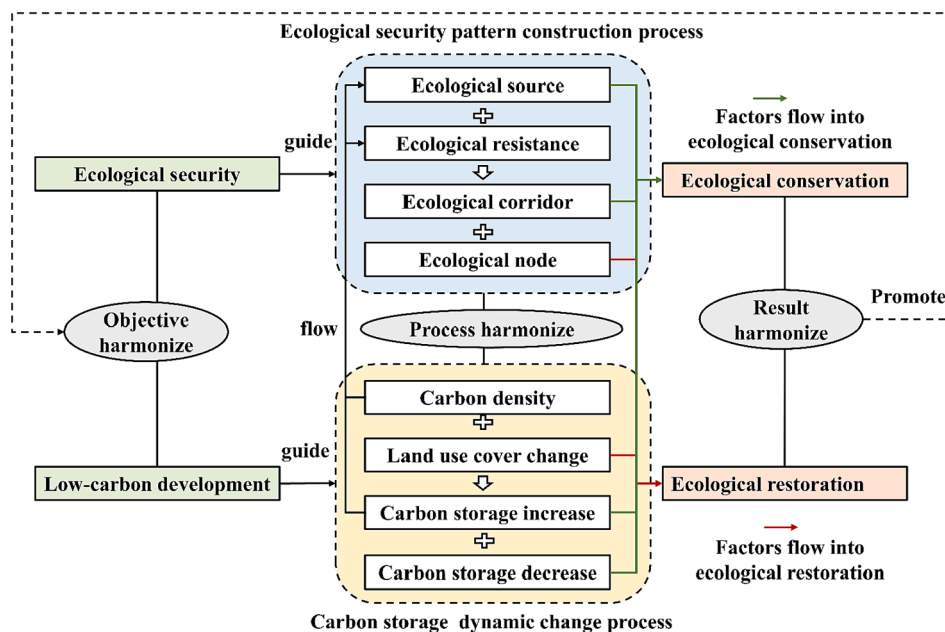 Ecological security pattern construction process
Ecological source
Factors flow into
ecological conservation
guide
Ecological resistance
Ecological security
Ecological conservation
Ecological corridor
Ecological node
Objective
harmonize
flow
Process harmonize
Result
harmonize
Promote
Carbon density
guide
Land use cover change
Low-carbon development
Ecological restoration
Carbon storage increase
Factors flow into
ecological restoration
Carbon storage decrease
Carbon storage dynamic change process